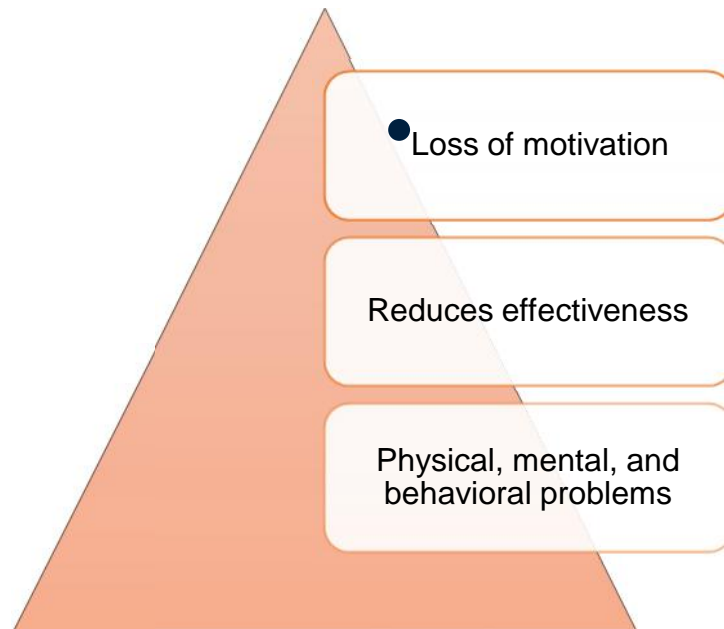 Loss of motivation
Reduces effectiveness
Physical, mental, and
behavioral problems